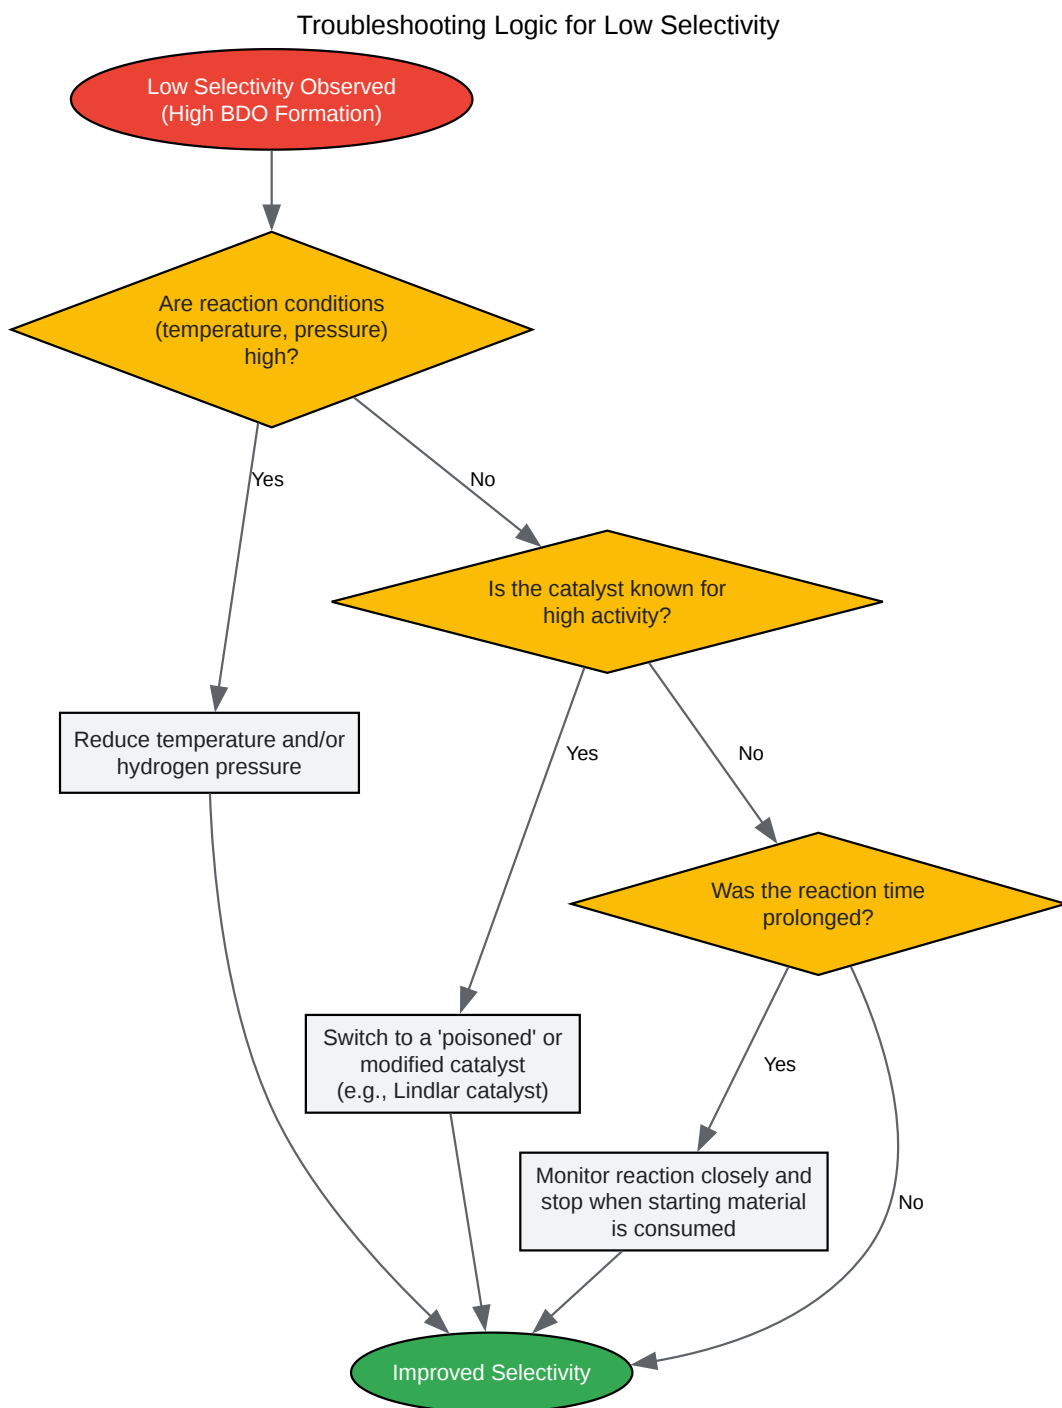 Troubleshooting Logic for Low Selectivity
Low Selectivity Observed
(High BDO Formation)
Are reaction conditions
(temperature, pressure)
high?
Yes
No
Is the catalyst known for
high activity?
Reduce temperature and/or
hydrogen pressure
Yes
No
Was the reaction time
prolonged?
Switch to a 'poisoned' or
modified catalyst
(e.g., Lindlar catalyst)
Yes
Monitor reaction closely and
stop when starting material
is consumed
No
Improved Selectivity